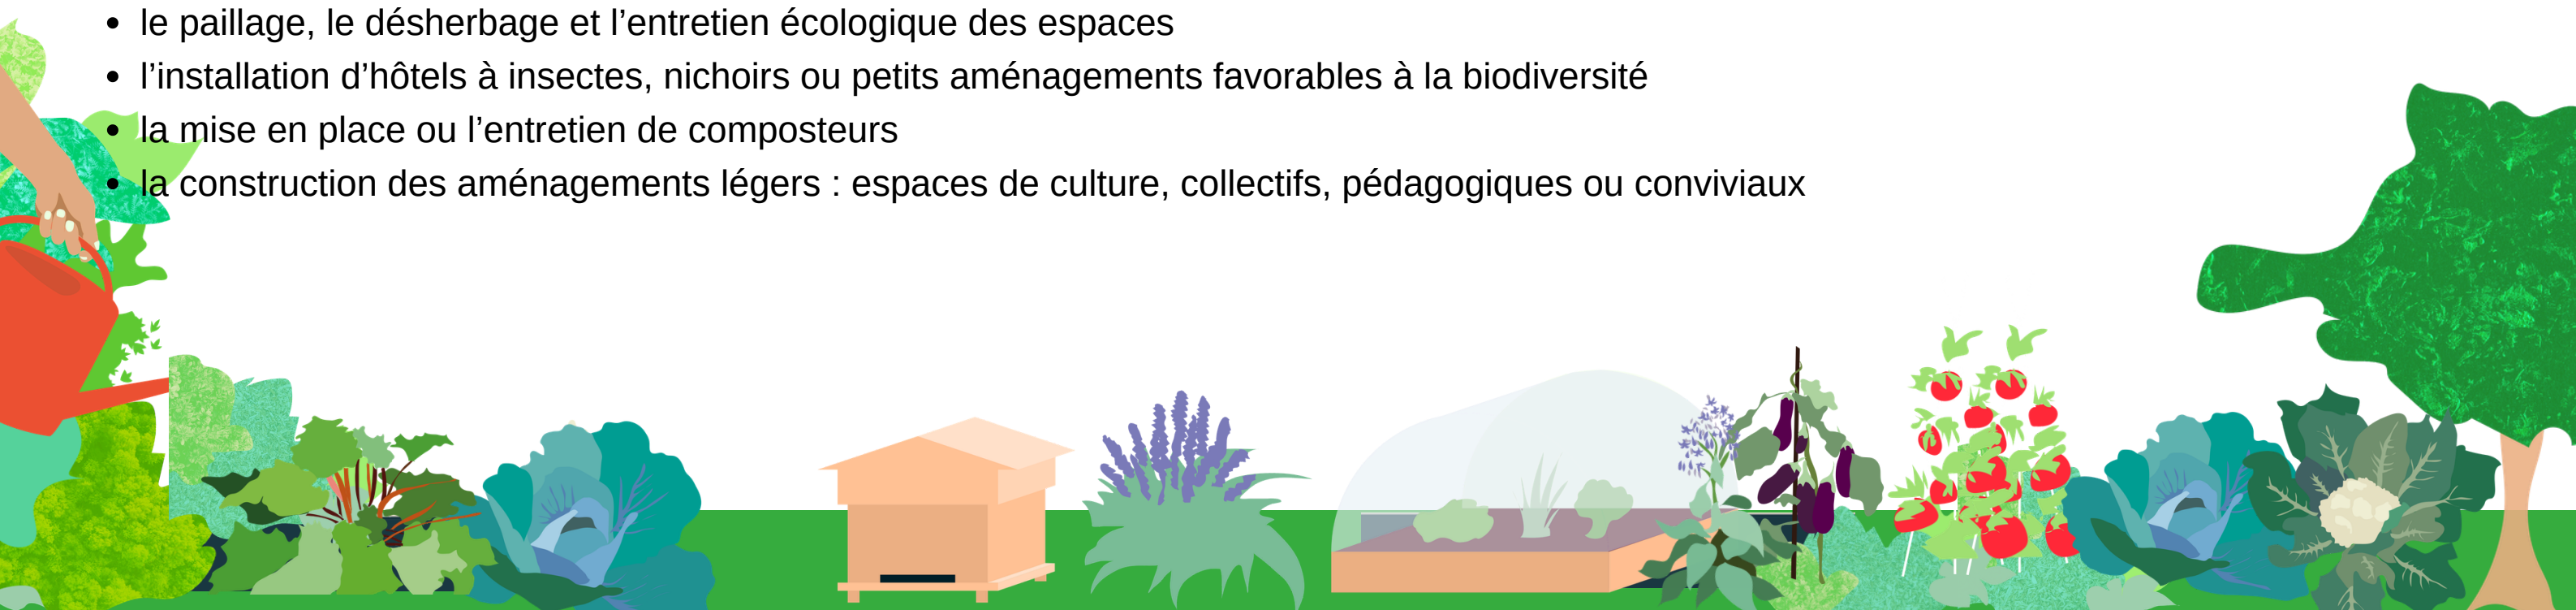 • le paillage, le désherbage et l’entretien écologique des espaces
• l’installation d’hôtels à insectes, nichoirs ou petits aménagements favorables à la biodiversité
• la mise en place ou l’entretien de composteurs
• la construction des aménagements légers : espaces de culture, collectifs, pédagogiques ou conviviaux